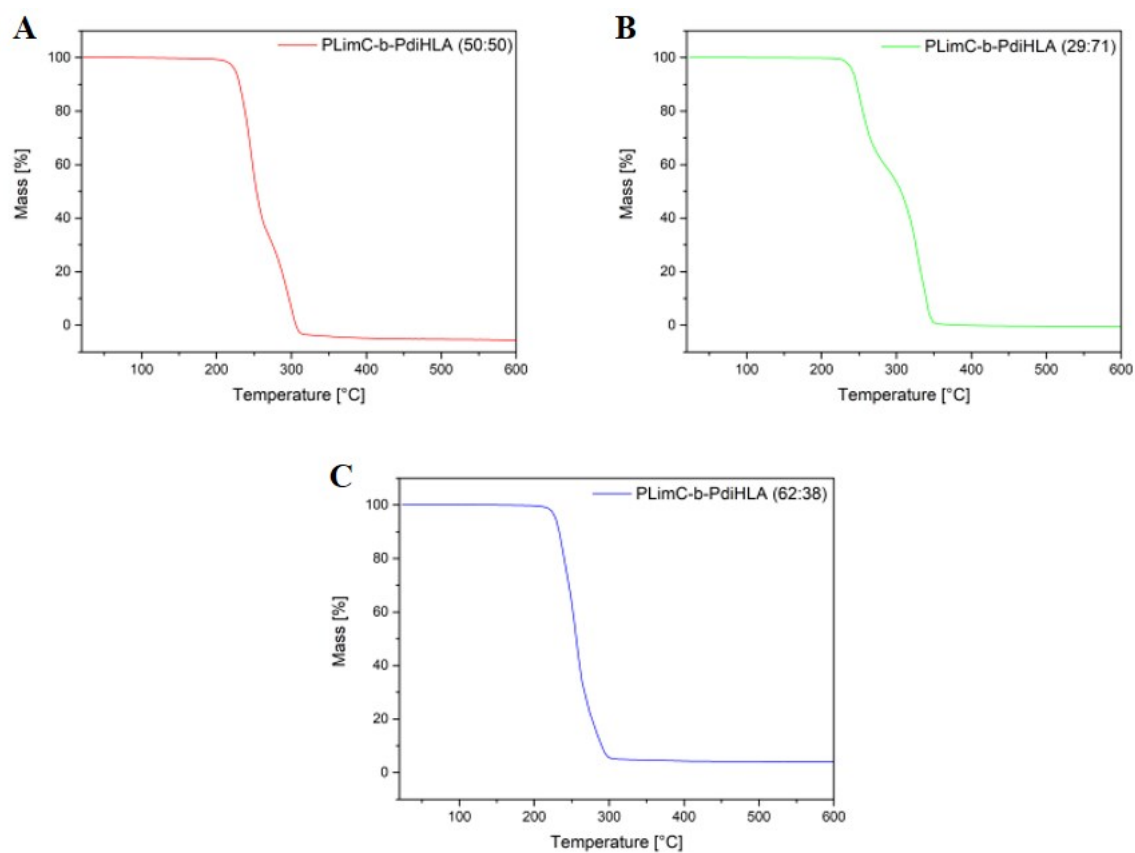 A
PLimC-b-PdiHLA (50:50)
100
80
60
40
20
0
Mass [%]
100 200 300 400 500 600
Temperature [°C]
B
PLimC-b-PdiHLA (29:71)
100
80
60
40
20
0
Mass [%]
100 200 300 400 500 600
Temperature [°C]
C
PLimC-b-PdiHLA (62:38)
100
80
60
40
20
0
Mass [%]
100 200 300 400 500 600
Temperature [°C]